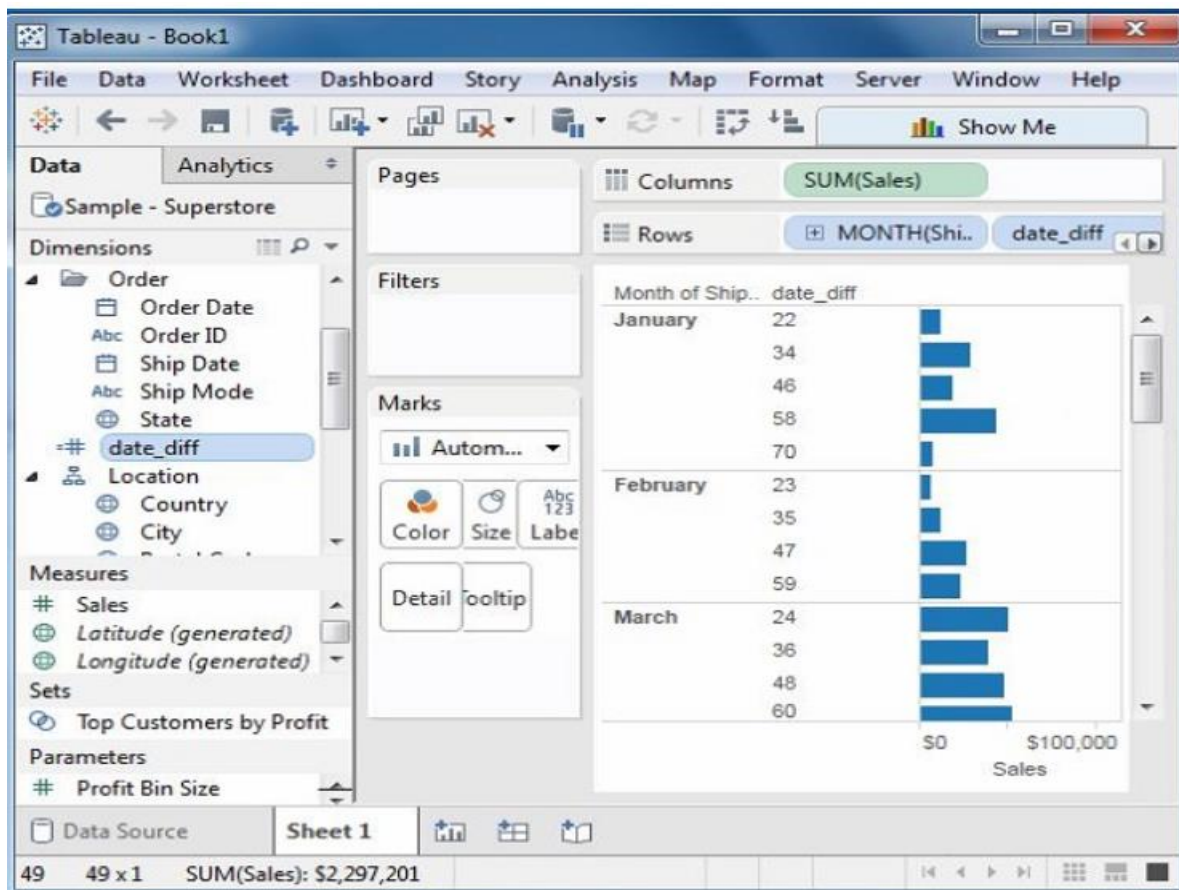 Tableau - Book1
File Data Worksheet Dashboard Story Analysis Map Format Server Window Help
Show Me
Data Analytics
Sample - Superstore
Dimensions
Order
Order Date
Abc Order ID
Ship Date
Abc Ship Mode
State
=# date_diff
Location
Country
City
Measures
# Sales
Latitude (generated)
Longitude (generated)
Sets
Top Customers by Profit
Parameters
# Profit Bin Size
Pages
Filters
Marks
Autom...
Color Size Abc 123 Labe
Detail Tooltip
Columns SUM(Sales)
Rows MONTH(Shi.. date_diff
Month of Ship.. date_diff
January 22
34
46
58
70
February 23
35
47
59
March 24
36
48
60
$0 $100,000
Sales
Data Source Sheet 1
49 49 x 1 SUM(Sales): $2,297,201